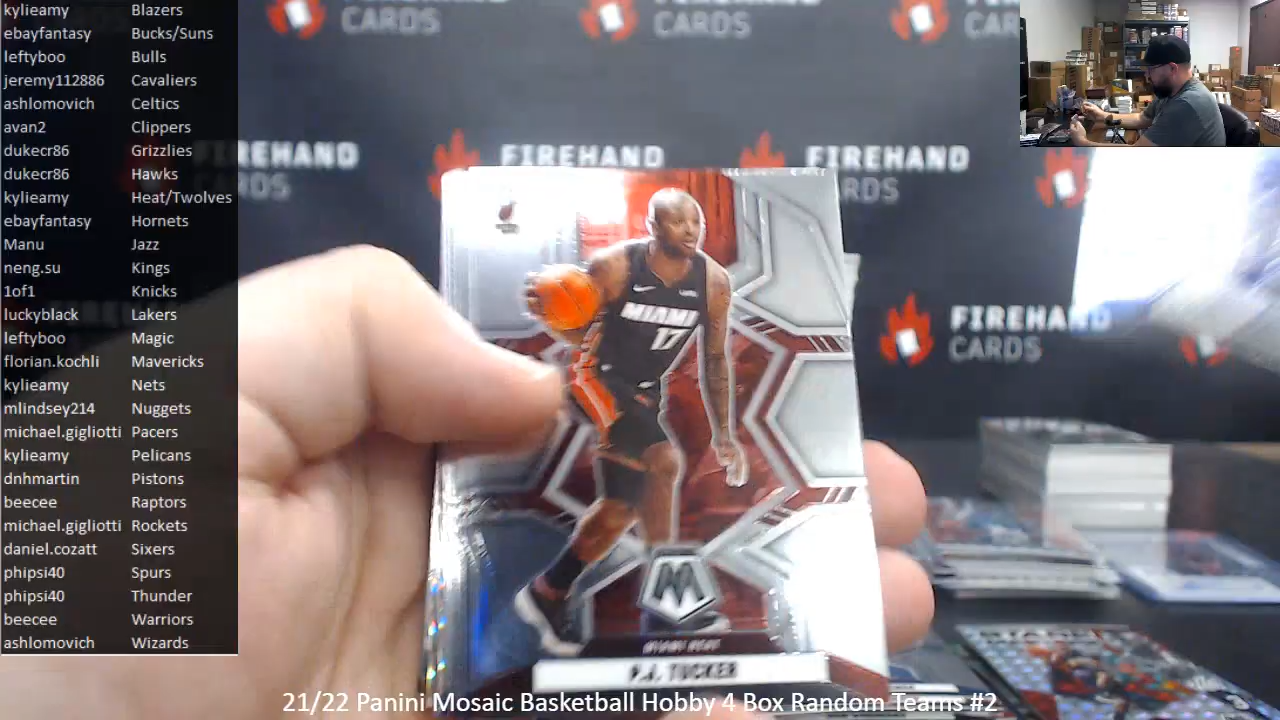 kylieamy Blazers
ebayfantasy Bucks/Suns
leftyboo Bulls
jeremy112886 Cavaliers
ashlomovich Celtics
avan2 Clippers
dukecr86 Grizzlies
dukecr86 Hawks
kylieamy Heat/Twolves
ebayfantasy Hornets
Manu Jazz
neng.su Kings
1of1 Knicks
luckyblack Lakers
leftyboo Magic
florian.kochli Mavericks
kylieamy Nets
mlindsey214 Nuggets
michael.gigliotti Pacers
kylieamy Pelicans
dnhmartin Pistons
beecee Raptors
michael.gigliotti Rockets
daniel.cozatt Sixers
phipsi40 Spurs
phipsi40 Thunder
beecee Warriors
ashlomovich Wizards
CARDS
CARDS
CARDS
FIREHAND
CARDS
FIREHAND
FIREHAND
CARDS
FIREHAND
CARDS
MIAMI
17
M
MIAMI HEAT
P.J. TUCKER
21/22 Panini Mosaic Basketball Hobby 4 Box Random Teams #2